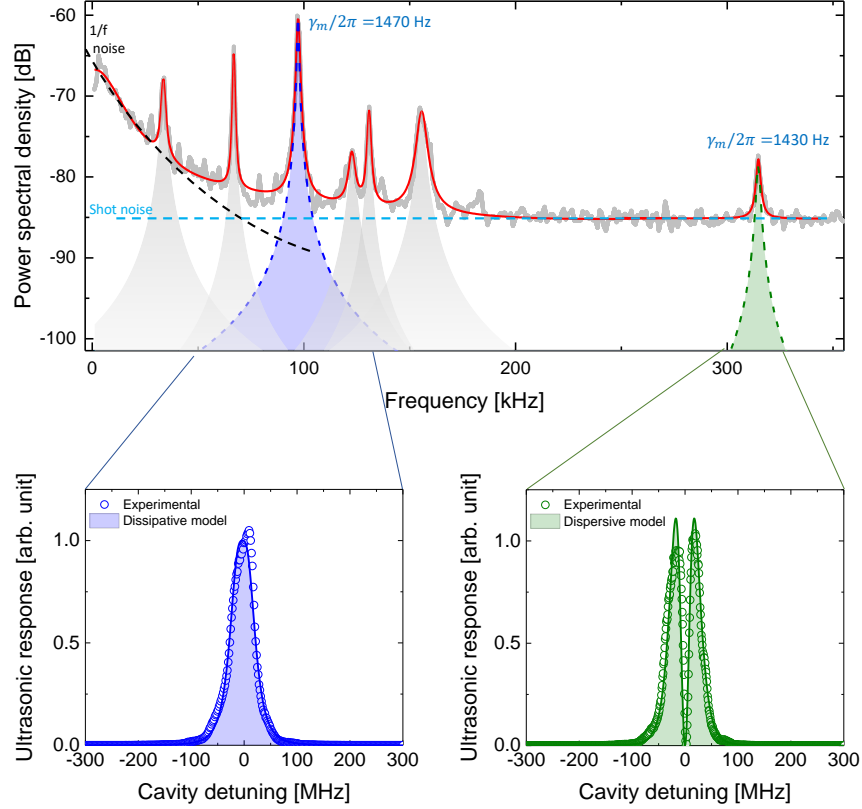 -60
-70
-80
-90
-100
Power spectral density [dB]
1/f
noise
γm/2π =1470 Hz
γm/2π =1430 Hz
Shot noise
0 100 200 300
Frequency [kHz]
Experimental
Dissipative model
1.0
0.5
0.0
Ultrasonic response [arb. unit]
-300 -200 -100 0 100 200 300
Cavity detuning [MHz]
Experimental
Dispersive model
1.0
0.5
0.0
Ultrasonic response [arb. unit]
-300 -200 -100 0 100 200 300
Cavity detuning [MHz]